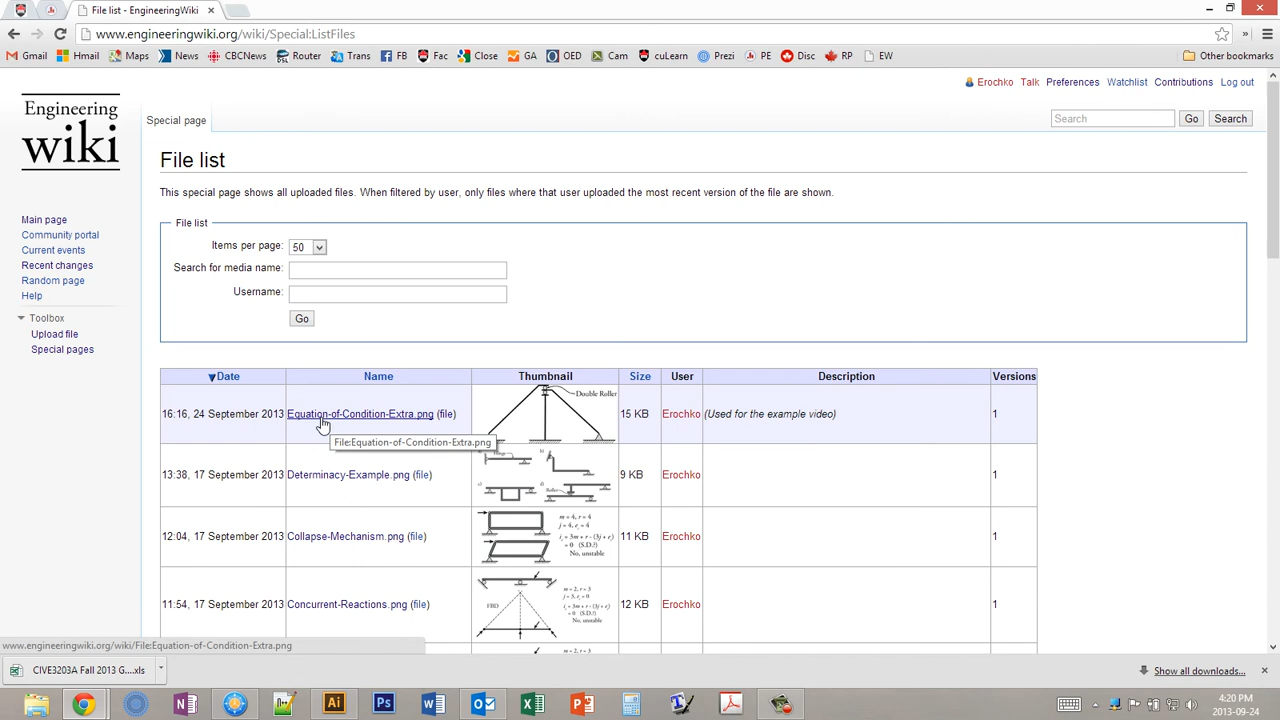 File list - EngineeringWiki
www.engineeringwiki.org/wiki/Special:ListFiles
Gmail Hmail Maps News CBCNews Router Trans FB Fac Close GA OED Cam cuLearn Prezi PE Disc RP EW Other bookmarks
Erochko Talk Preferences Watchlist Contributions Log out
Engineering
wiki
Special page
Search Go Search
File list
This special page shows all uploaded files. When filtered by user, only files where that user uploaded the most recent version of the file are shown.
Main page
Community portal
Current events
Recent changes
Random page
Help
Toolbox
Upload file
Special pages
File list
Items per page: 50
Search for media name:
Username:
Go
Date Name Thumbnail Size User Description Versions
16:16, 24 September 2013 Equation-of-Condition-Extra.png (file) Double Roller 15 KB Erochko (Used for the example video) 1
File:Equation-of-Condition-Extra.png
13:38, 17 September 2013 Determinacy-Example.png (file) 9 KB Erochko 1
12:04, 17 September 2013 Collapse-Mechanism.png (file) 11 KB Erochko 1
m = 4, r = 4
No, unstable
11:54, 17 September 2013 Concurrent-Reactions.png (file) 12 KB Erochko 1
FBD
m = 2, r = 3
No, unstable
www.engineeringwiki.org/wiki/File:Equation-of-Condition-Extra.png
CIVE3203A Fall 2013 G....xls
Show all downloads...
4:20 PM
2013-09-24